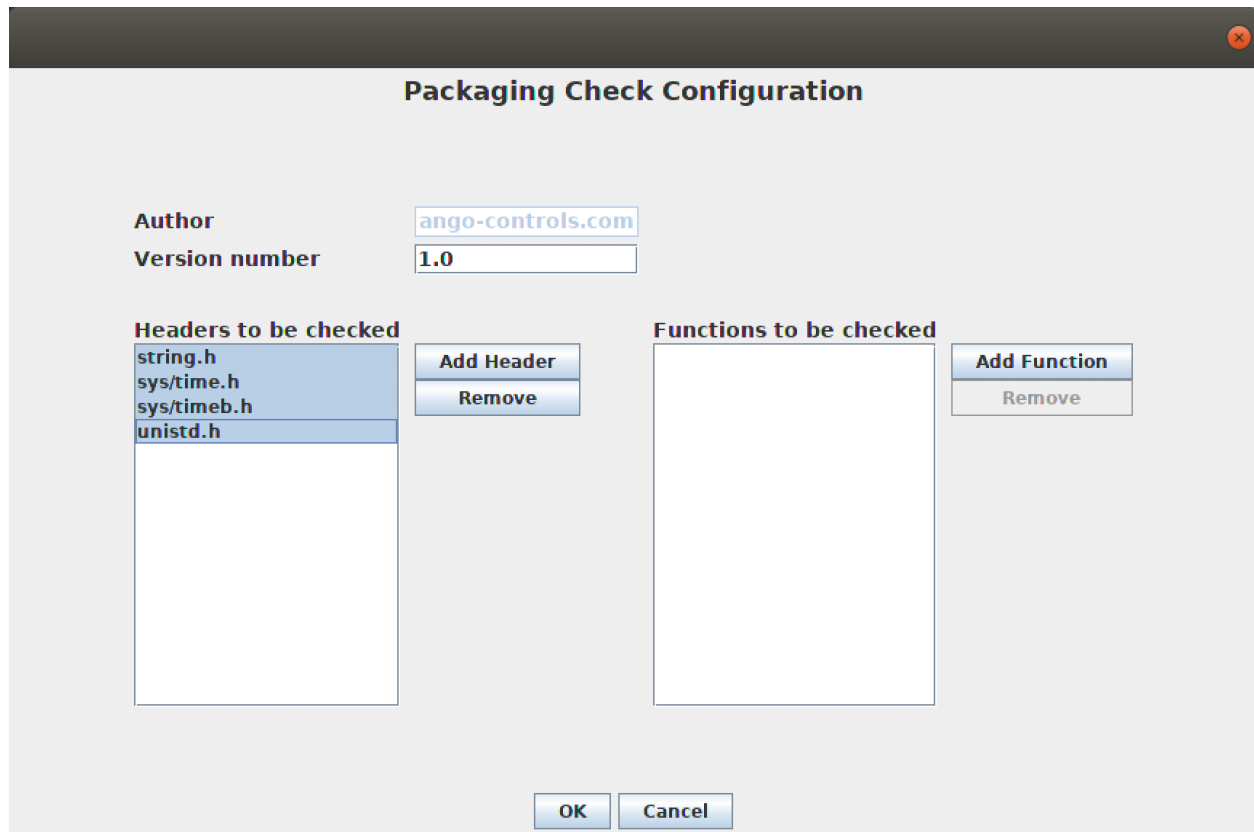 Packaging Check Configuration
Author
ango-controls.com
Version number
1.0
Headers to be checked
string.h
sys/time.h
sys/timeb.h
unistd.h
Add Header
Remove
Functions to be checked
Add Function
Remove
OK
Cancel